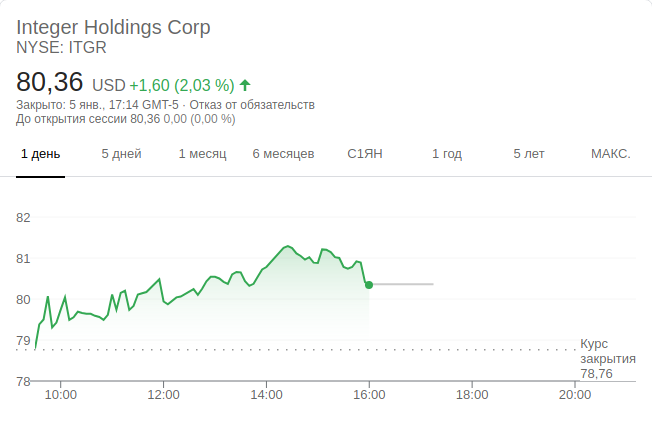 Integer Holdings Corp
NYSE: ITGR
80,36 USD +1,60 (2,03 %)
Закрыто: 5 янв., 17:14 GMT-5 · Отказ от обязательств
До открытия сессии 80,36 0,00 (0,00 %)
1 день 5 дней 1 месяц 6 месяцев С1ЯН 1 год 5 лет МАКС.
82
81
80
79
Курс
закрытия
78,76
78
10:00 12:00 14:00 16:00 18:00 20:00